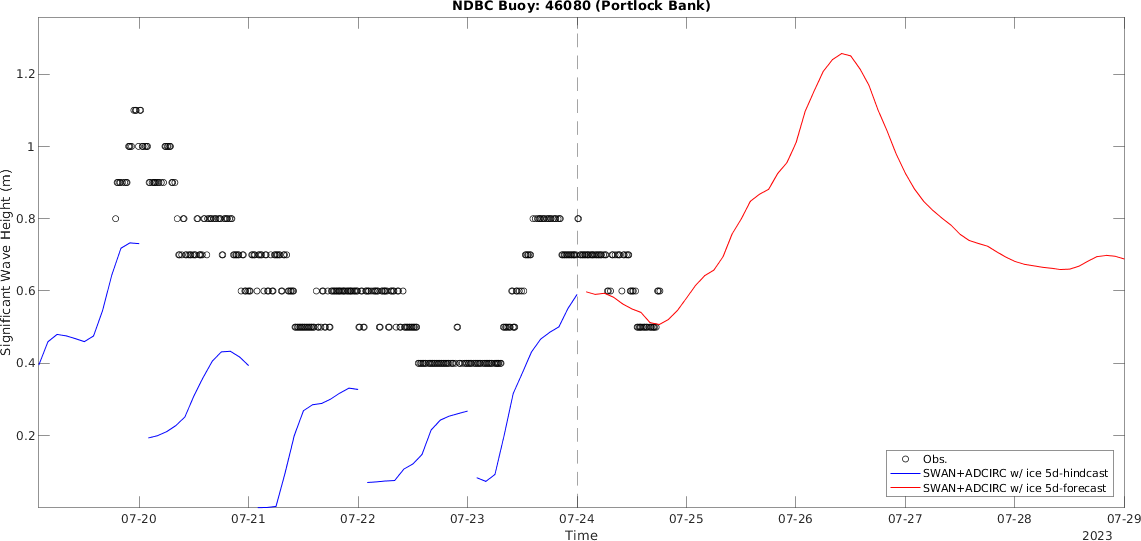 NDBC Buoy: 46080 (Portlock Bank)
Significant Wave Height (m)
1.2
1
0.8
0.6
0.4
0.2
Obs.
SWAN+ADCIRC w/ ice 5d-hindcast
SWAN+ADCIRC w/ ice 5d-forecast
07-20 07-21 07-22 07-23 07-24 07-25 07-26 07-27 07-28 07-29
Time 2023